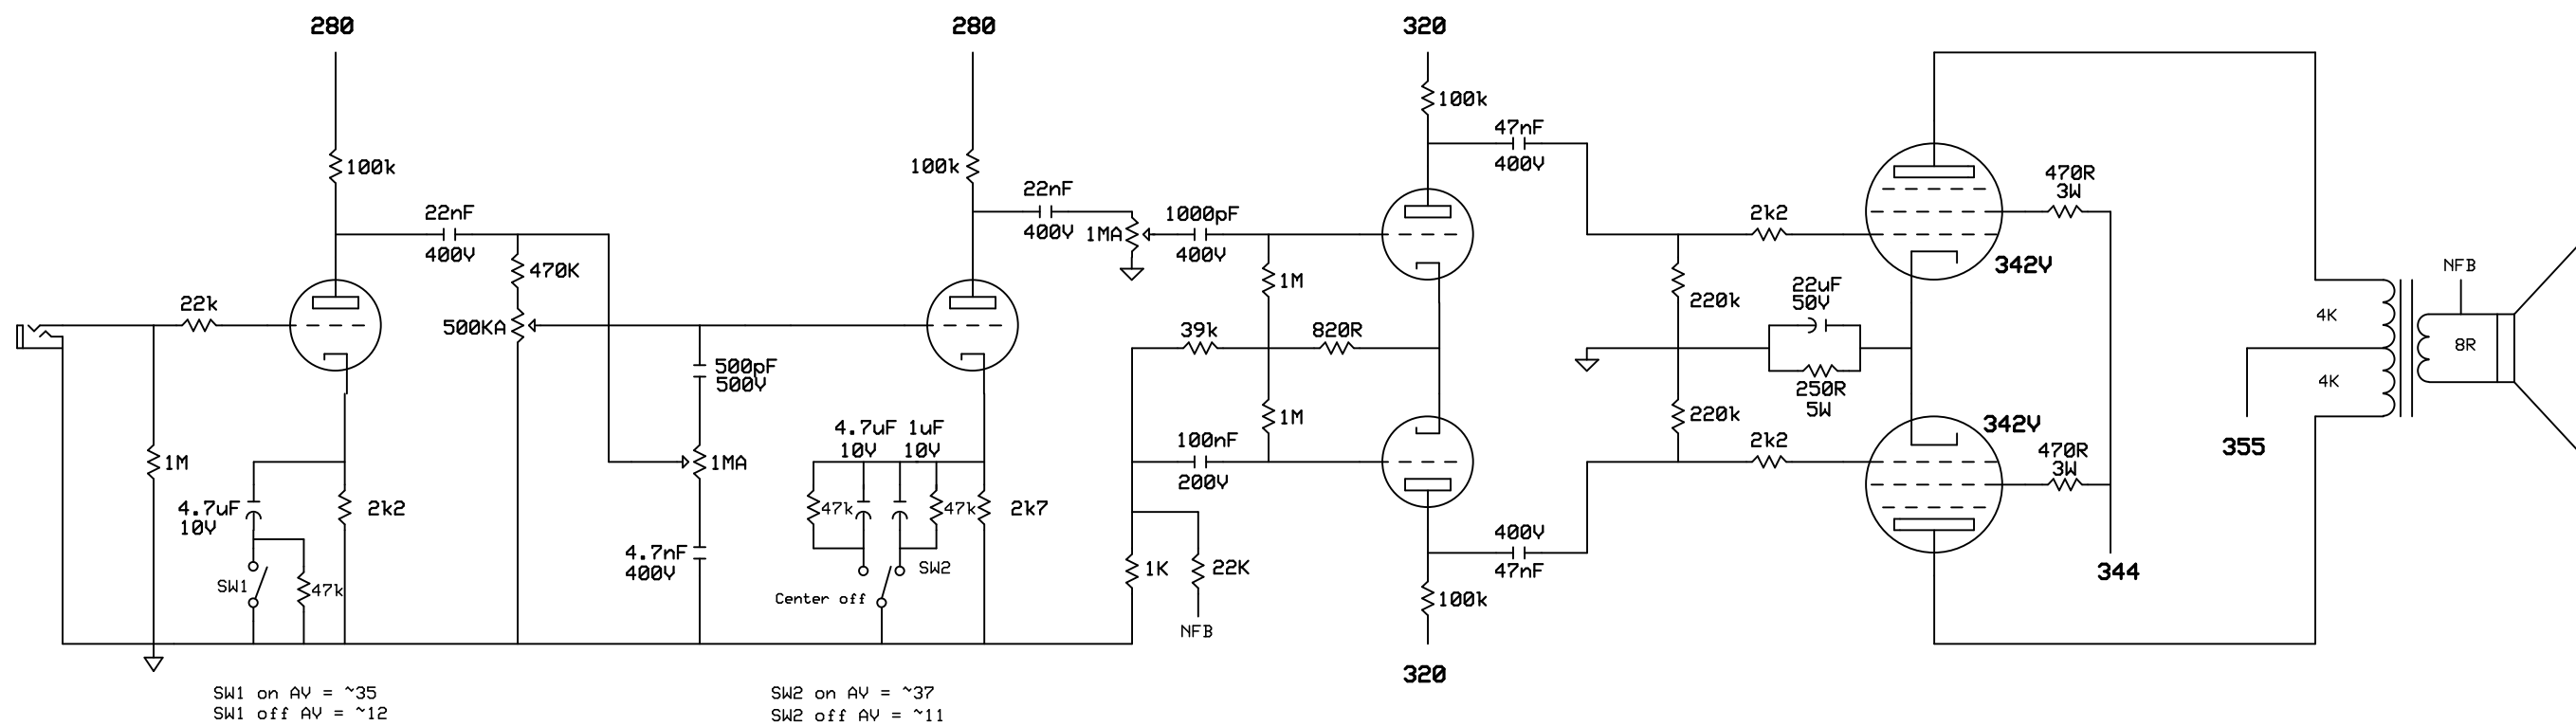 280
280
320
100k
100k
100k
22nF
400V
470K
500KA
22k
1M
4.7uF
10V
SW1
47k
2k2
500pF
500V
1MA
4.7nF
400V
22nF
400V
1MA
1000pF
400V
4.7uF 1uF
10V 10V
47k
47k
2k7
SW2
Center off
39k
820R
1M
1M
100nF
200V
1K
22K
NFB
47nF
400V
400V
47nF
100k
320
2k2
220k
220k
2k2
22uF
50V
250R
5W
342V
342V
470R
3W
470R
3W
344
355
4K
4K
8R
NFB
SW1 on AV = ~35
SW1 off AV = ~12
SW2 on AV = ~37
SW2 off AV = ~11